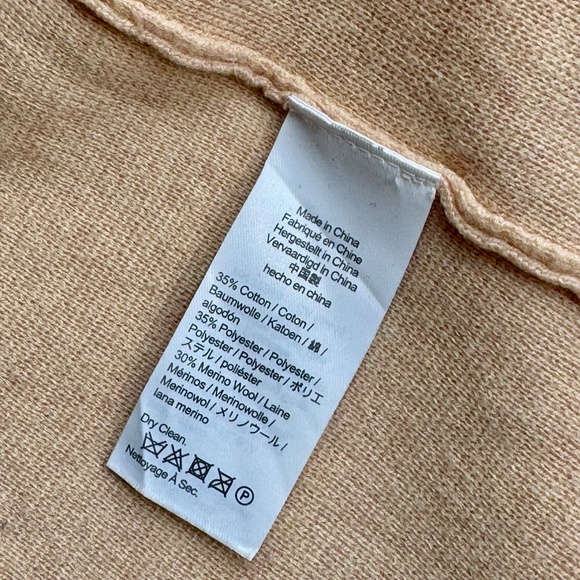 Made in China
Fabriqué en Chine
Hergestellt in China
Vervaardigd in China
中国製
hecho en china
35% Cotton / Coton /
Baumwolle / Katoen / 綿 /
algodón
35% Polyester / Polyester /
Polyester / Polyester / ポリエ
ステル / poliéster
30% Merino Wool / Laine
Mérinos / Merinowolle /
Merinowol / メリノウール /
lana merino
Dry Clean.
P
Nettoyage À Sec.